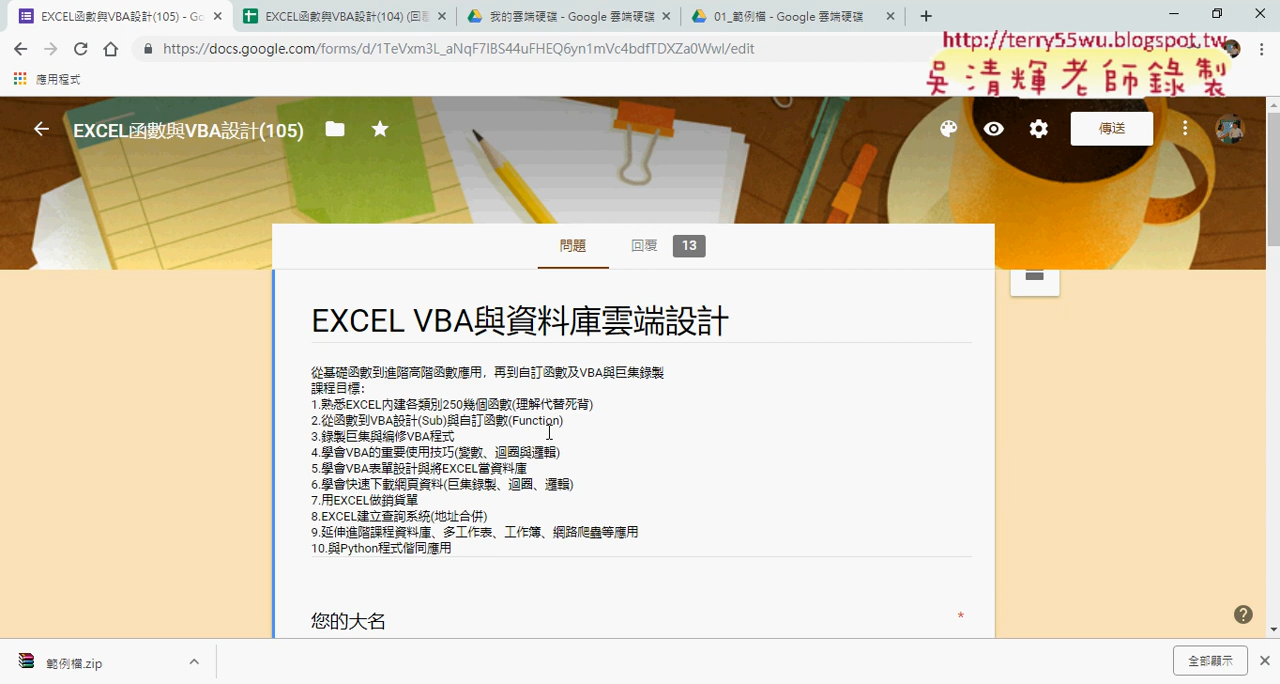 EXCEL函數與VBA設計(105) - Go
EXCEL函數與VBA設計(104) (回
我的雲端硬碟 - Google 雲端硬碟
01_範例檔 - Google 雲端硬碟
https://docs.google.com/forms/d/1TeVxm3L_aNqF7lBS44uFHEQ6yn1mVc4bdfTDXZa0WwI/edit
http://terry55wu.blogspot.tw
應用程式
吳清輝老師錄製
EXCEL函數與VBA設計(105)
傳送
問題
回覆 13
EXCEL VBA與資料庫雲端設計
從基礎函數到進階高階函數應用，再到自訂函數及VBA與巨集錄製
課程目標：
1.熟悉EXCEL內建各類別250幾個函數(理解代替死背)
2.從函數到VBA設計(Sub)與自訂函數(Function)
3.錄製巨集與編修VBA程式
4.學會VBA的重要使用技巧(變數、迴圈與邏輯)
5.學會VBA表單設計與將EXCEL當資料庫
6.學會快速下載網頁資料(巨集錄製、迴圈、邏輯)
7.用EXCEL做銷貨單
8.EXCEL建立查詢系統(地址合併)
9.延伸進階課程資料庫、多工作表、工作簿、網路爬蟲等應用
10.與Python程式偕同應用
您的大名
*
範例檔.zip
全部顯示